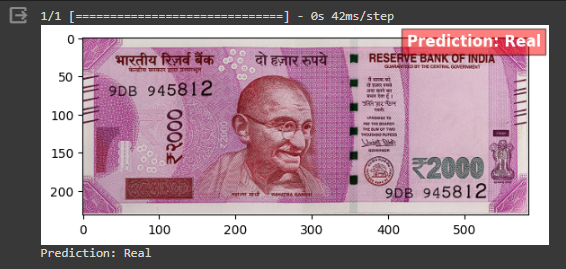 1/1 [==============================] - 0s 42ms/step
Prediction: Real
भारतीय रिज़र्व बैंक
दो हज़ार रुपये
RESERVE BANK OF INDIA
GUARANTEED BY THE CENTRAL GOVERNMENT
9DB 945812
₹2000
₹2000
9DB 945812
MAHATMA GANDHI
0
50
100
150
200
0
100
200
300
400
500
Prediction: Real